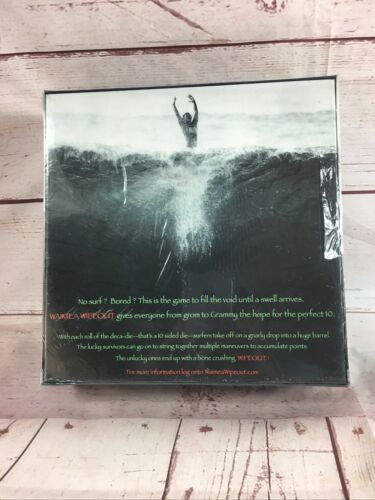 No surf ? Bored ? This is the game to fill the void until a swell arrives.
WAIMEA WIPEOUT gives everyone from grom to Grammy the hope for the perfect 10.
With each roll of the deca-die—that's a 10 sided die—surfers take off on a gnarly drop into a huge barrel.
The lucky survivors can go on to string together multiple maneuvers to accumulate points.
The unlucky ones end up with a bone crushing WIPEOUT !
For more information log onto WaimeaWipeout.com